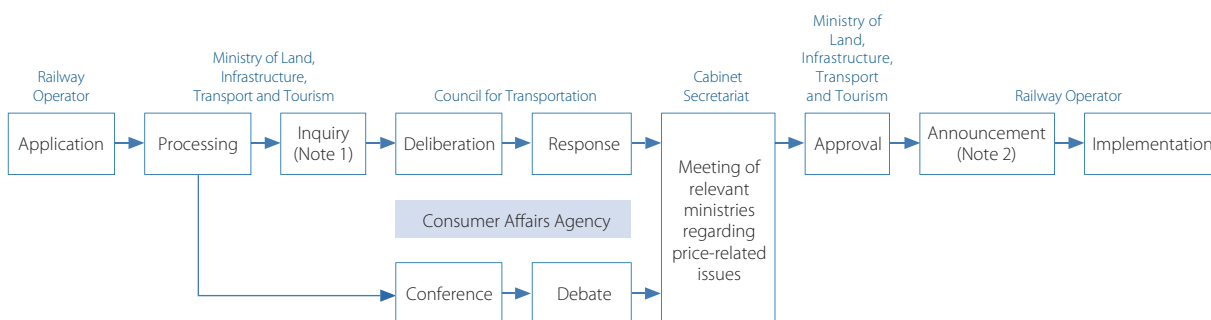 Railway
Operator
Application
Ministry of Land,
Infrastructure,
Transport and Tourism
Processing
Inquiry
(Note 1)
Council for Transportation
Deliberation
Response
Consumer Affairs Agency
Conference
Debate
Cabinet
Secretariat
Meeting of
relevant
ministries
regarding
price-related
issues
Ministry of
Land,
Infrastructure,
Transport
and Tourism
Approval
Railway Operator
Announcement
(Note 2)
Implementation